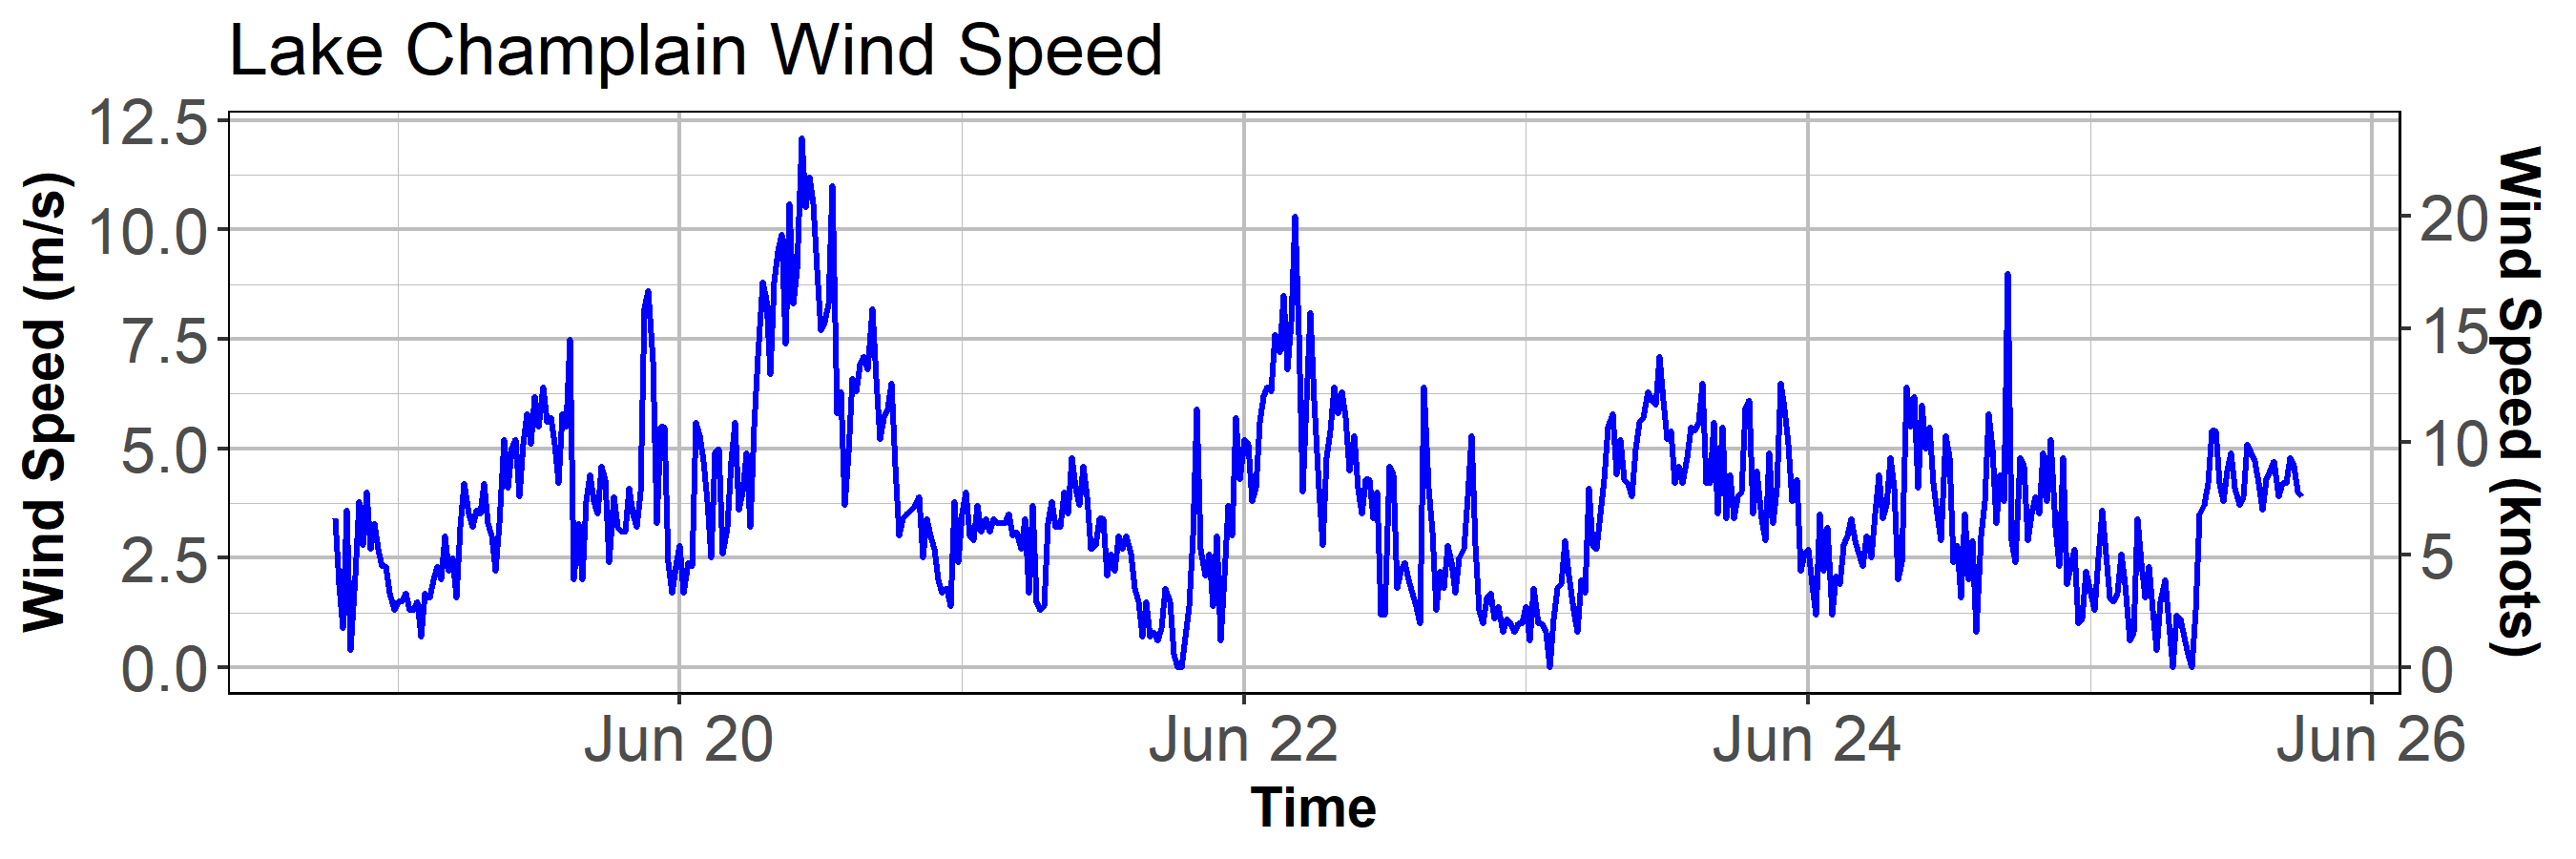 Lake Champlain Wind Speed
Wind Speed (m/s)
12.5
10.0
7.5
5.0
2.5
0.0
20
15
10
5
0
Wind Speed (knots)
Jun 20
Jun 22
Jun 24
Jun 26
Time